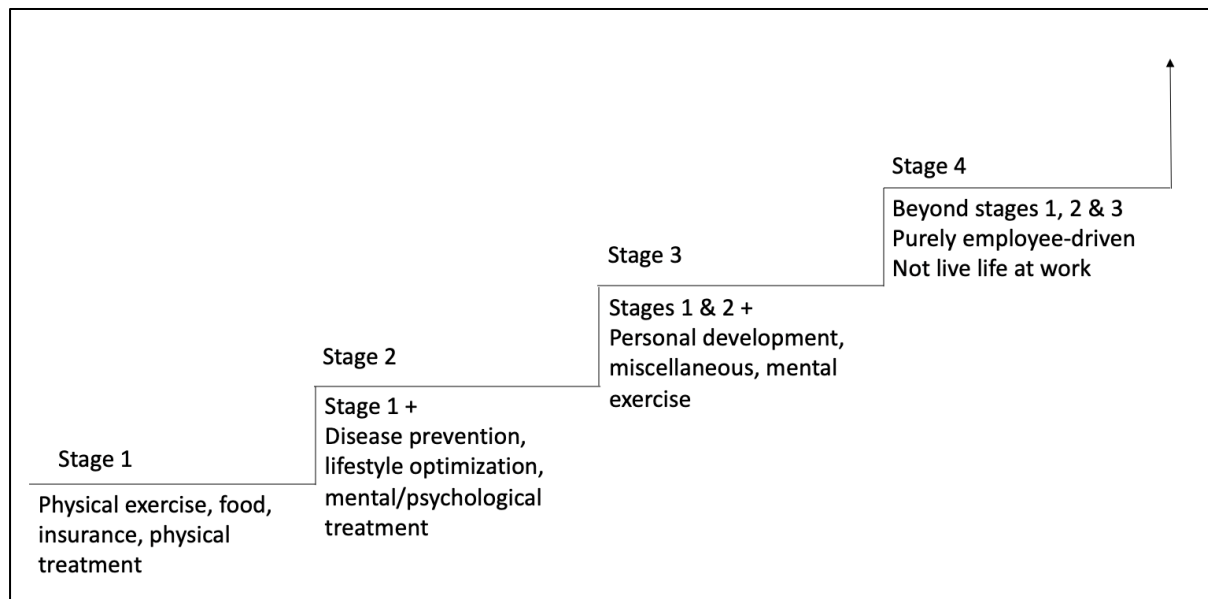 Stage 4
Beyond stages 1, 2 & 3
Purely employee-driven
Not live life at work
Stage 3
Stages 1 & 2 +
Personal development,
miscellaneous, mental
exercise
Stage 2
Stage 1 +
Disease prevention,
lifestyle optimization,
mental/psychological
treatment
Stage 1
Physical exercise, food,
insurance, physical
treatment